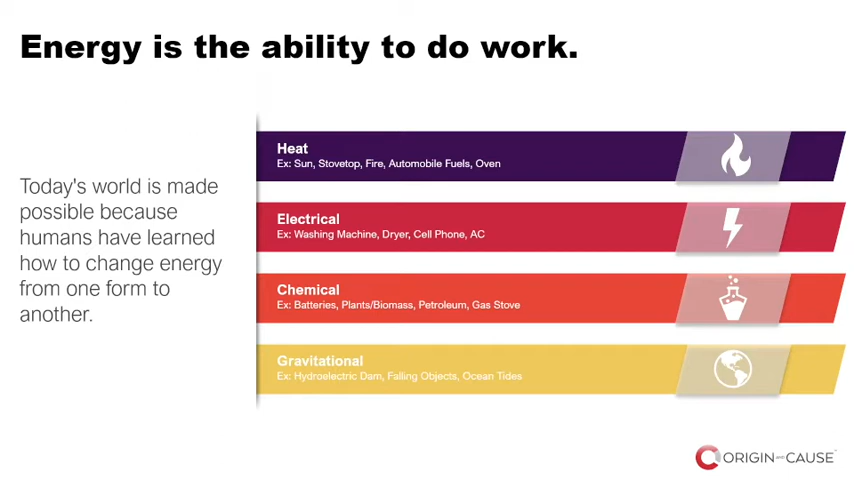 Energy is the ability to do work.
Today's world is made
possible because
humans have learned
how to change energy
from one form to
another.
Heat
Ex: Sun, Stovetop, Fire, Automobile Fuels, Oven
Electrical
Ex: Washing Machine, Dryer, Cell Phone, AC
Chemical
Ex: Batteries, Plants/Biomass, Petroleum, Gas Stove
Gravitational
Ex: Hydroelectric Dam, Falling Objects, Ocean Tides
ORIGIN AND CAUSE